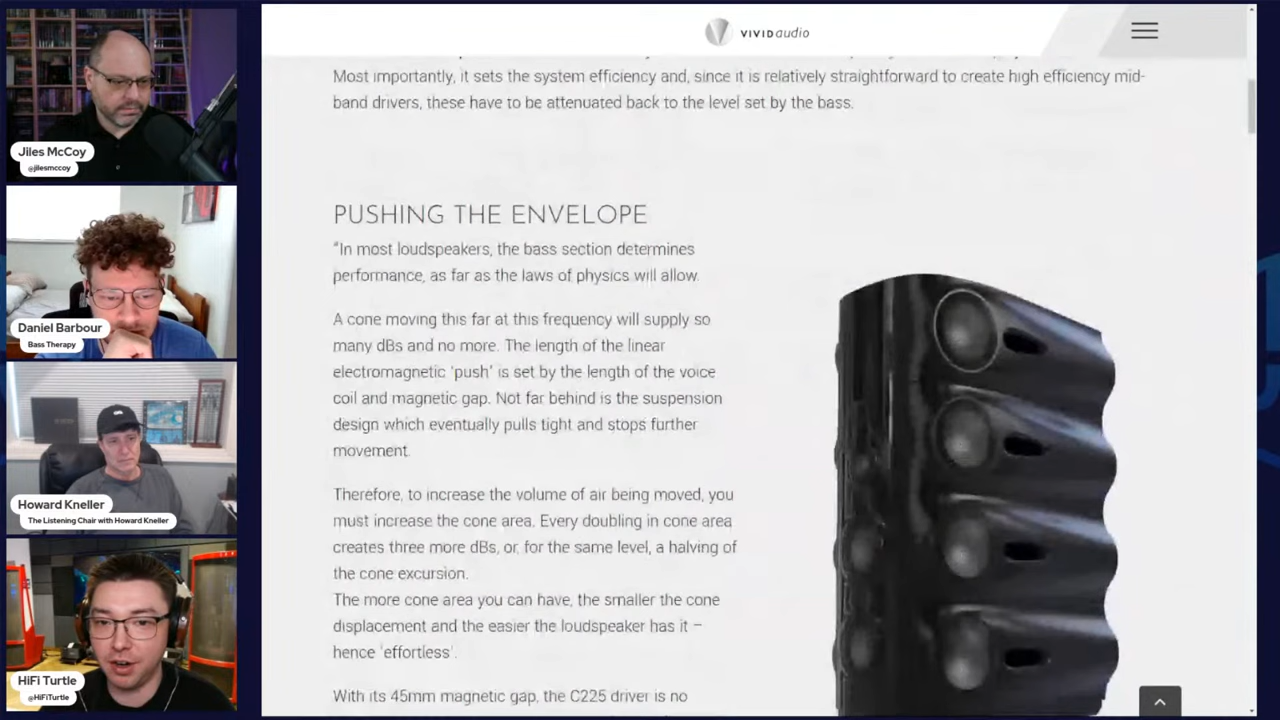 VIVID audio
Most importantly, it sets the system efficiency and, since it is relatively straightforward to create high efficiency mid-
band drivers, these have to be attenuated back to the level set by the bass.
PUSHING THE ENVELOPE
“In most loudspeakers, the bass section determines
performance, as far as the laws of physics will allow.
A cone moving this far at this frequency will supply so
many dBs and no more. The length of the linear
electromagnetic ‘push’ is set by the length of the voice
coil and magnetic gap. Not far behind is the suspension
design which eventually pulls tight and stops further
movement.
Therefore, to increase the volume of air being moved, you
must increase the cone area. Every doubling in cone area
creates three more dBs, or, for the same level, a halving of
the cone excursion.
The more cone area you can have, the smaller the cone
displacement and the easier the loudspeaker has it –
hence ‘effortless’.
With its 45mm magnetic gap, the C225 driver is no
Jiles McCoy
@jilesmccoy
Daniel Barbour
Bass Therapy
Howard Kneller
The Listening Chair with Howard Kneller
HiFi Turtle
@HiFiTurtle